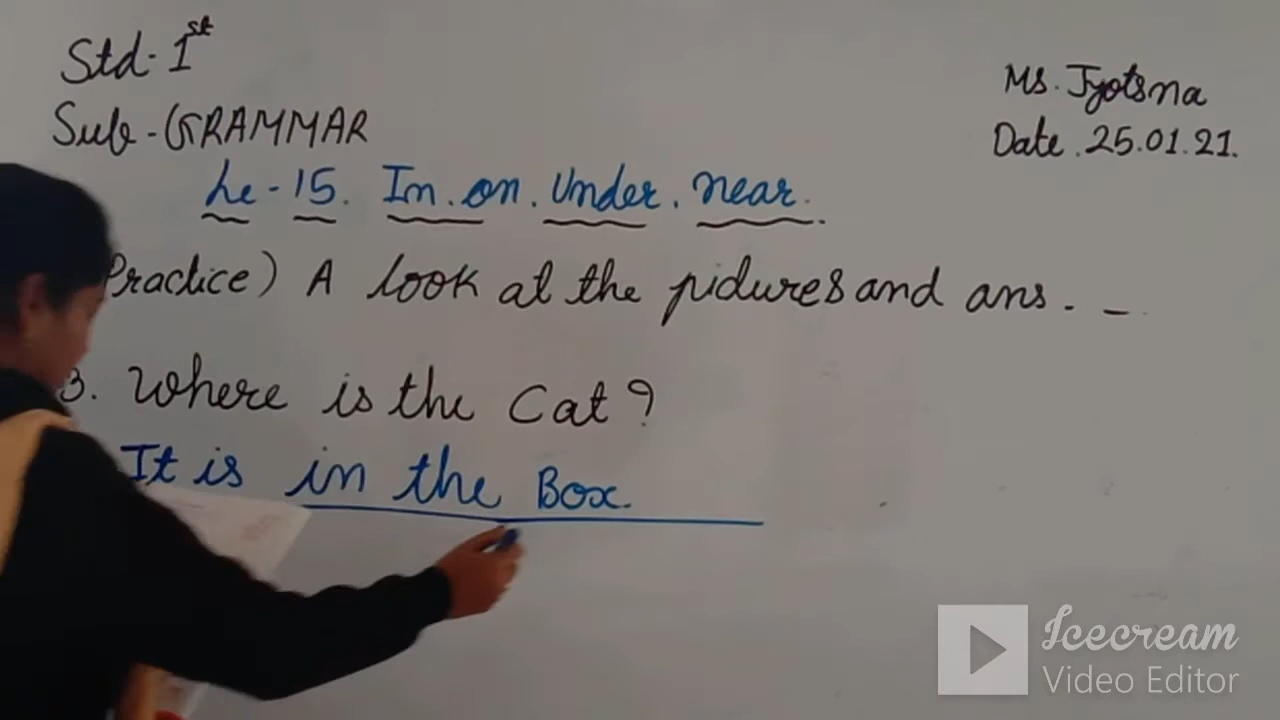 Std- 1st
Sub- GRAMMAR
Ms. Jyotsna
Date. 25.01.21.
Le-15. In. on. Under. near.
Practice) A look at the pictures and ans. -
3. Where is the Cat?
It is in the Box.
Icecream
Video Editor